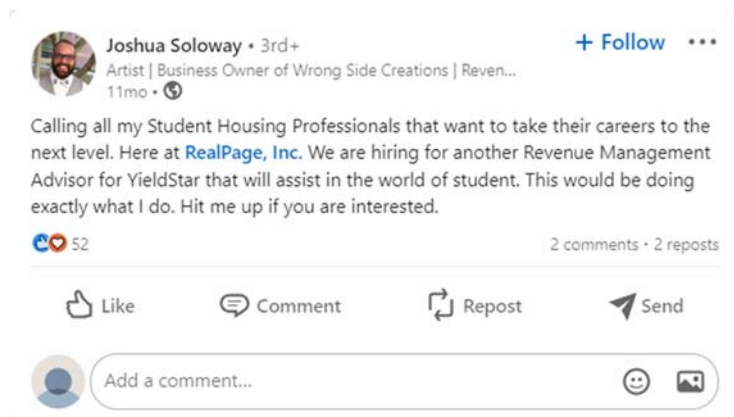 Joshua Soloway • 3rd+
+ Follow
Artist | Business Owner of Wrong Side Creations | Reven...
11mo •
Calling all my Student Housing Professionals that want to take their careers to the
next level. Here at RealPage, Inc. We are hiring for another Revenue Management
Advisor for YieldStar that will assist in the world of student. This would be doing
exactly what I do. Hit me up if you are interested.
52
2 comments • 2 reposts
Like
Comment
Repost
Send
Add a comment...